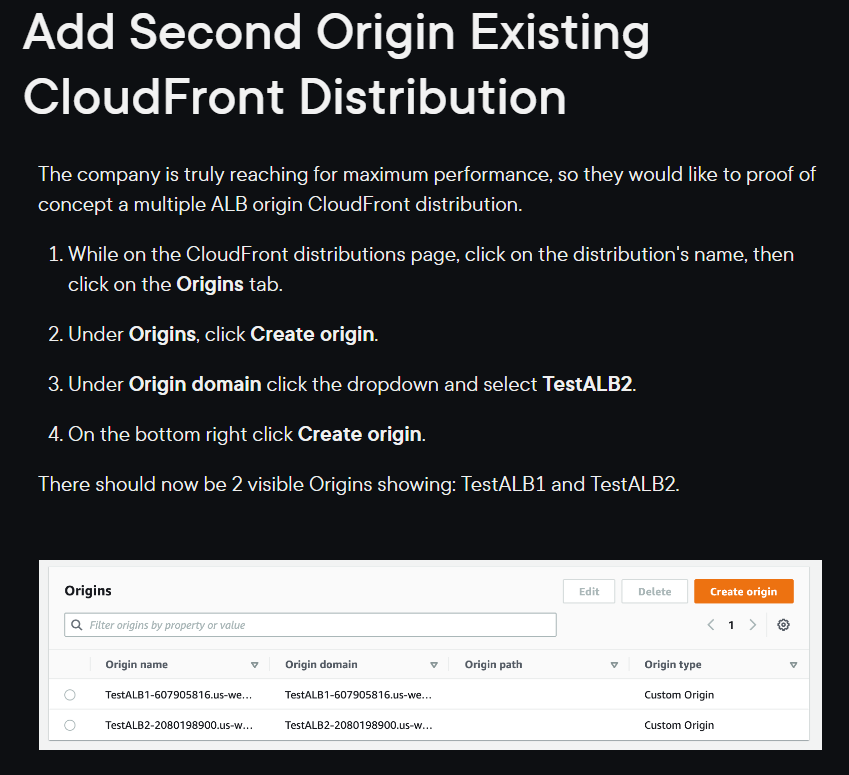 Add Second Origin Existing
CloudFront Distribution
The company is truly reaching for maximum performance, so they would like to proof of
concept a multiple ALB origin CloudFront distribution.
1. While on the CloudFront distributions page, click on the distribution's name, then
click on the Origins tab.
2. Under Origins, click Create origin.
3. Under Origin domain click the dropdown and select TestALB2.
4. On the bottom right click Create origin.
There should now be 2 visible Origins showing: TestALB1 and TestALB2.
Origins Edit Delete Create origin
Filter origins by property or value 1
Origin name Origin domain Origin path Origin type
TestALB1-607905816.us-we... TestALB1-607905816.us-we... Custom Origin
TestALB2-2080198900.us-w... TestALB2-2080198900.us-w... Custom Origin